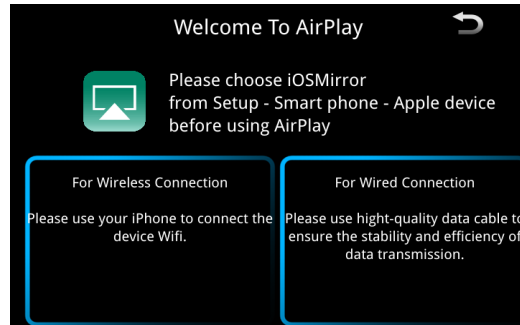 Welcome To AirPlay
Please choose iOSMirror
from Setup - Smart phone - Apple device
before using AirPlay
For Wireless Connection
Please use your iPhone to connect the
device Wifi.
For Wired Connection
Please use hight-quality data cable to
ensure the stability and efficiency of
data transmission.